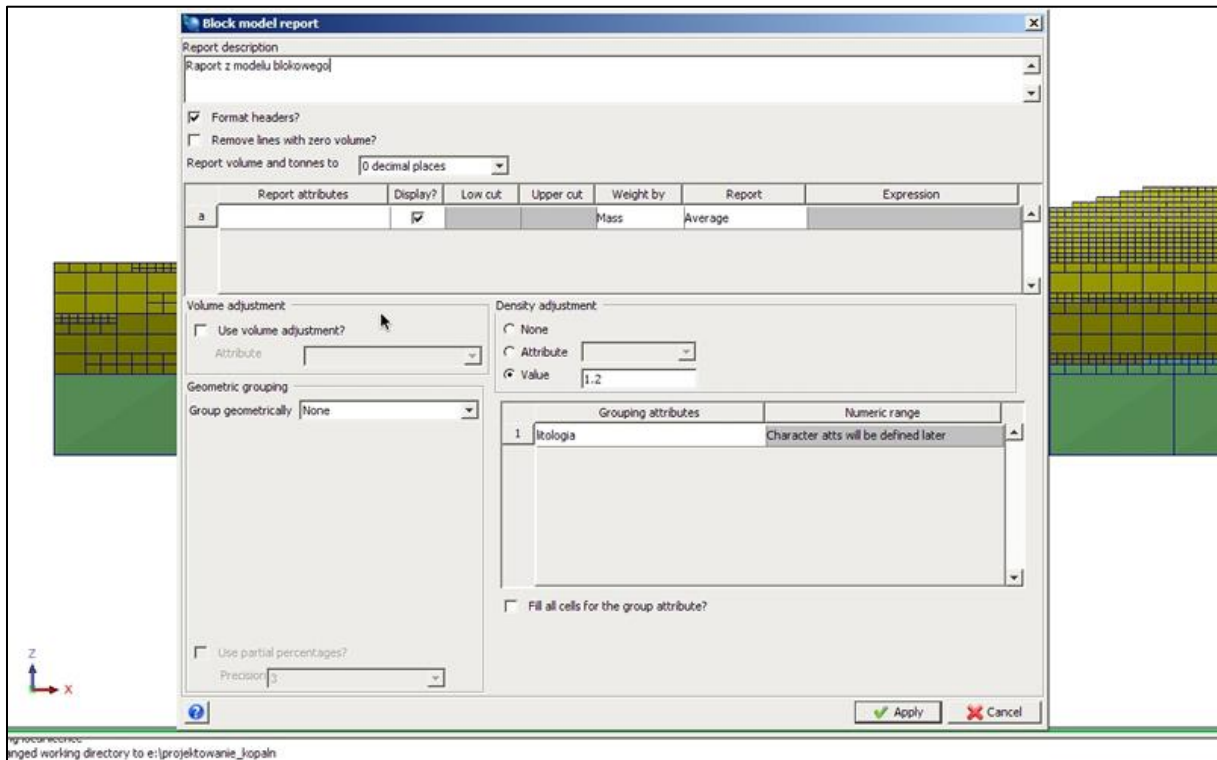 Block model report
Report description
Raport z modelu blokowego
Format headers?
Remove lines with zero volume?
Report volume and tonnes to 0 decimal places
Report attributes Display? Low cut Upper cut Weight by Report Expression
a Mass Average
Volume adjustment
Use volume adjustment?
Attribute
Density adjustment
None
Attribute
Value 1.2
Geometric grouping
Group geometrically None
Grouping attributes Numeric range
1 litologia Character atts will be defined later
Fill all cells for the group attribute?
Use partial percentages?
Precision 3
Apply Cancel
Z
X
anged working directory to e:\projektowanie_kopaln